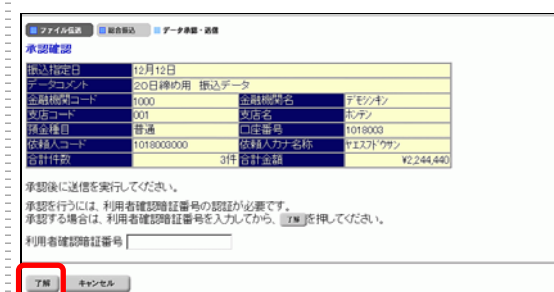 ファイル伝送 総合振込 データ承認・送信
承認確認
振込指定日 12月12日
データコメント 20日締め用 振込データ
金融機関コード 1000 金融機関名 デモシンキン
支店コード 001 支店名 ホンテン
預金種目 普通 口座番号 1018003
依頼人コード 1018003000 依頼人カナ名称 ヤエスフドウサン
合計件数 3件 合計金額 ¥2,244,440
承認後に送信を実行してください。
承認を行うには、利用者確認暗証番号の認証が必要です。
承認する場合は、利用者確認暗証番号を入力してから、 了解 を押してください。
利用者確認暗証番号
了解 キャンセル